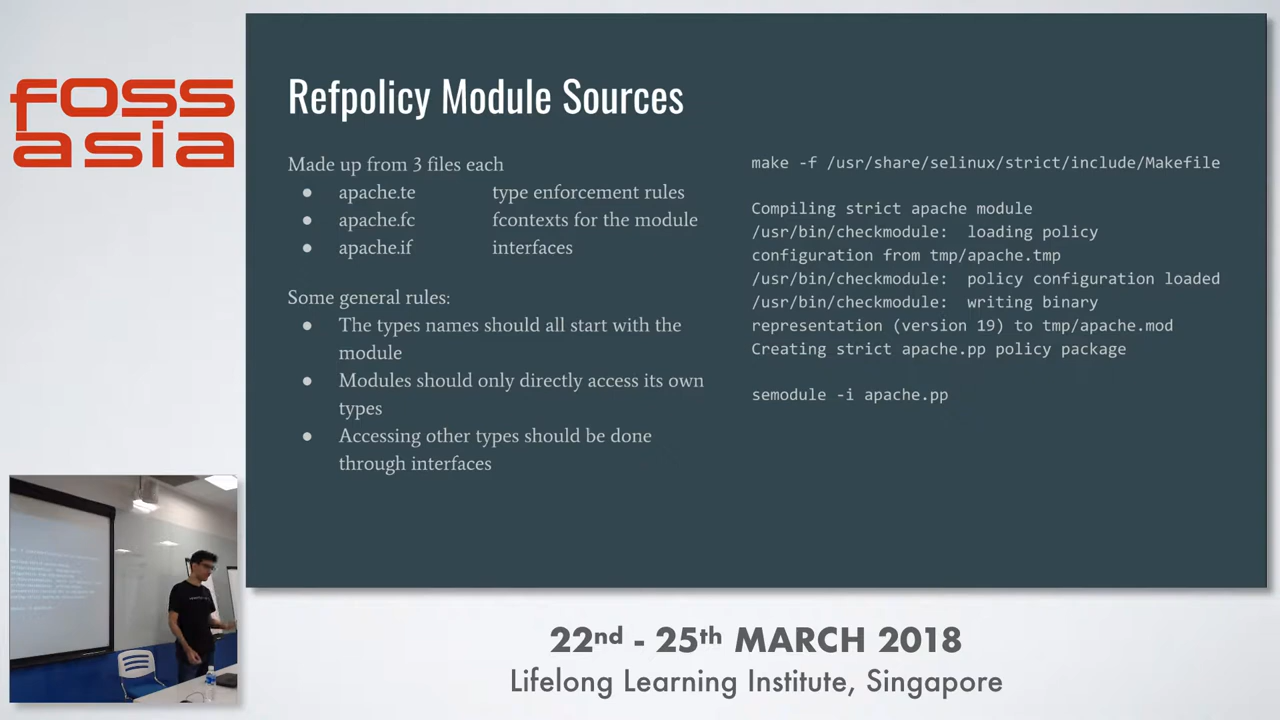 foss
asia
Refpolicy Module Sources
Made up from 3 files each
● apache.te type enforcement rules
● apache.fc fcontexts for the module
● apache.if interfaces
Some general rules:
● The types names should all start with the
module
● Modules should only directly access its own
types
● Accessing other types should be done
through interfaces
make -f /usr/share/selinux/strict/include/Makefile
Compiling strict apache module
/usr/bin/checkmodule: loading policy
configuration from tmp/apache.tmp
/usr/bin/checkmodule: policy configuration loaded
/usr/bin/checkmodule: writing binary
representation (version 19) to tmp/apache.mod
Creating strict apache.pp policy package
semodule -i apache.pp
22nd - 25th MARCH 2018
Lifelong Learning Institute, Singapore